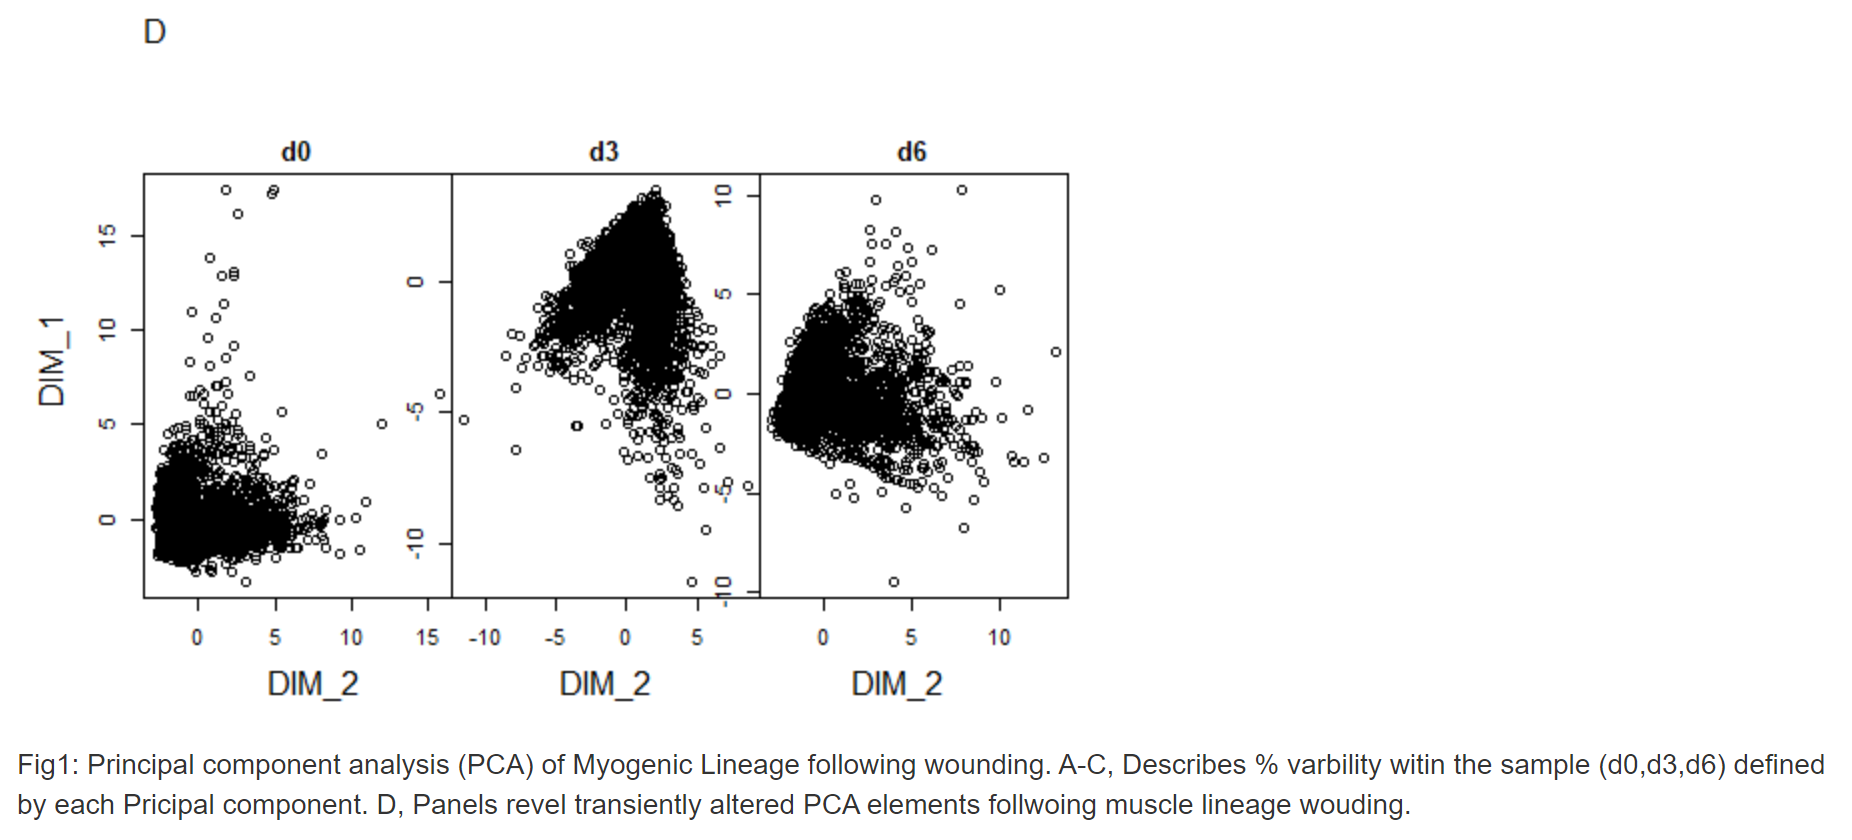 D
d0 d3 d6
DIM_1
0 5 10 15
-10 -5 0
-10 -5 0 5 10
0 5 10 15 -10 -5 0 5 0 5 10
DIM_2 DIM_2 DIM_2
Fig1: Principal component analysis (PCA) of Myogenic Lineage following wounding. A-C, Describes % varbility witin the sample (d0,d3,d6) defined
by each Pricipal component. D, Panels revel transiently altered PCA elements follwoing muscle lineage wouding.